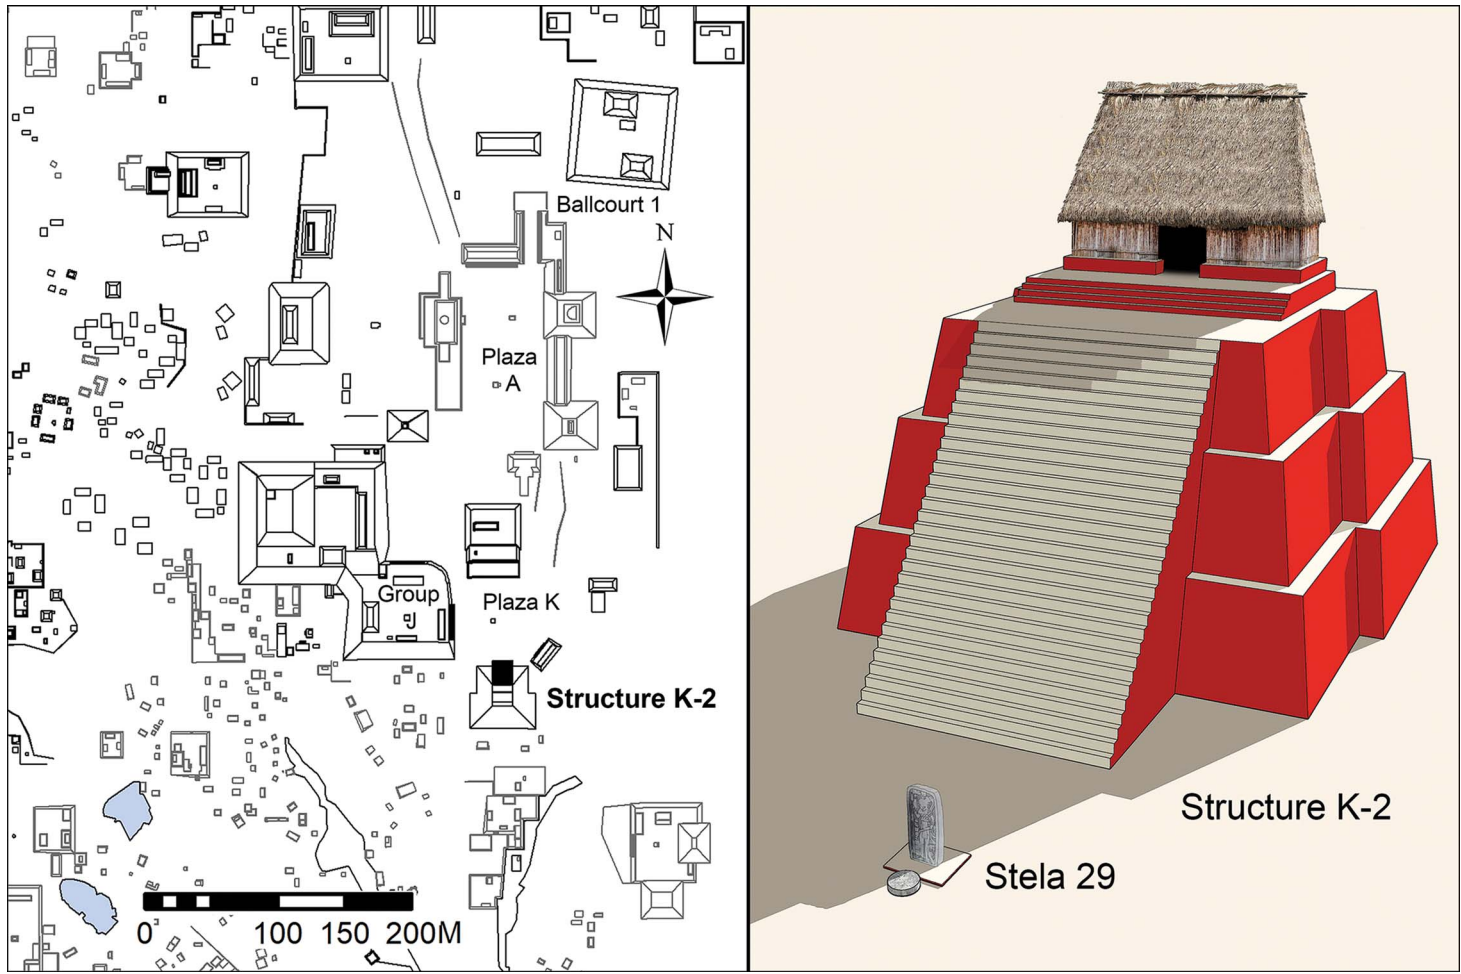 Ballcourt 1
N
Plaza
A
Group
J
Plaza K
Structure K-2
0 100 150 200M
Structure K-2
Stela 29